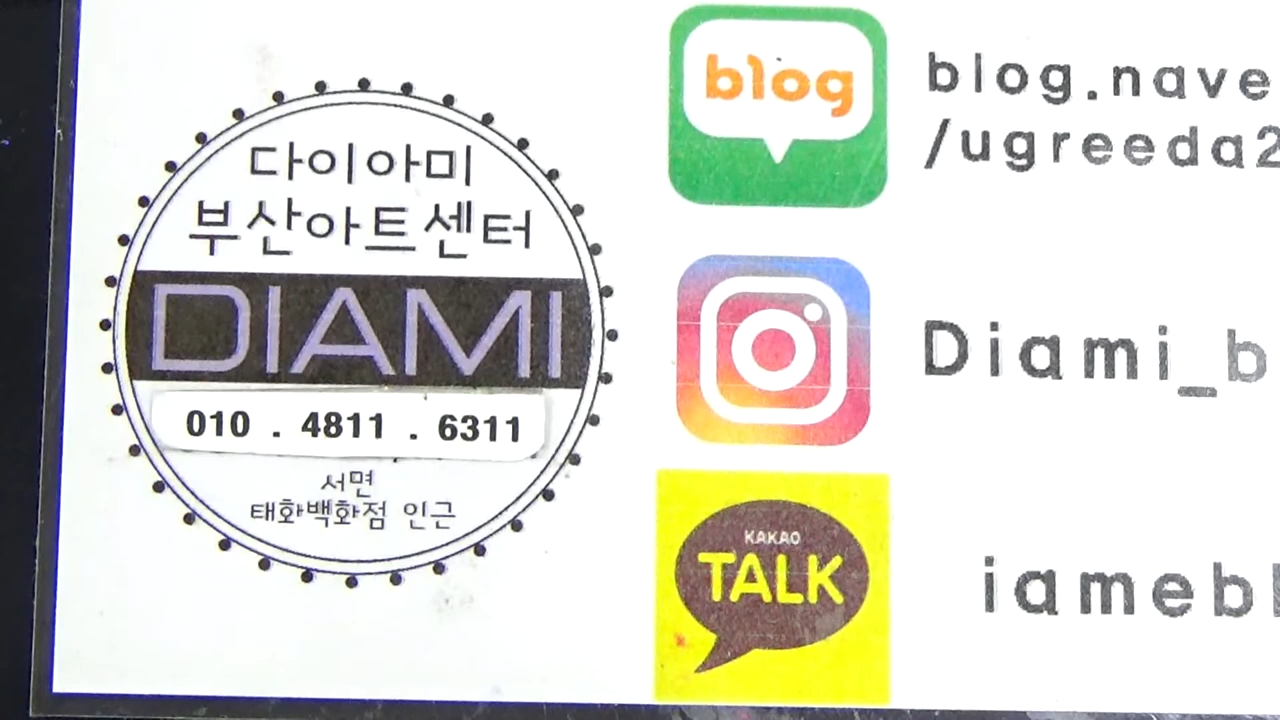 다이아미
부산아트센터
DIAMI
010 . 4811 . 6311
서면
태화백화점 인근
blog
blog.nave
/ugreeda2
Diami_b
KAKAO
TALK
iameb